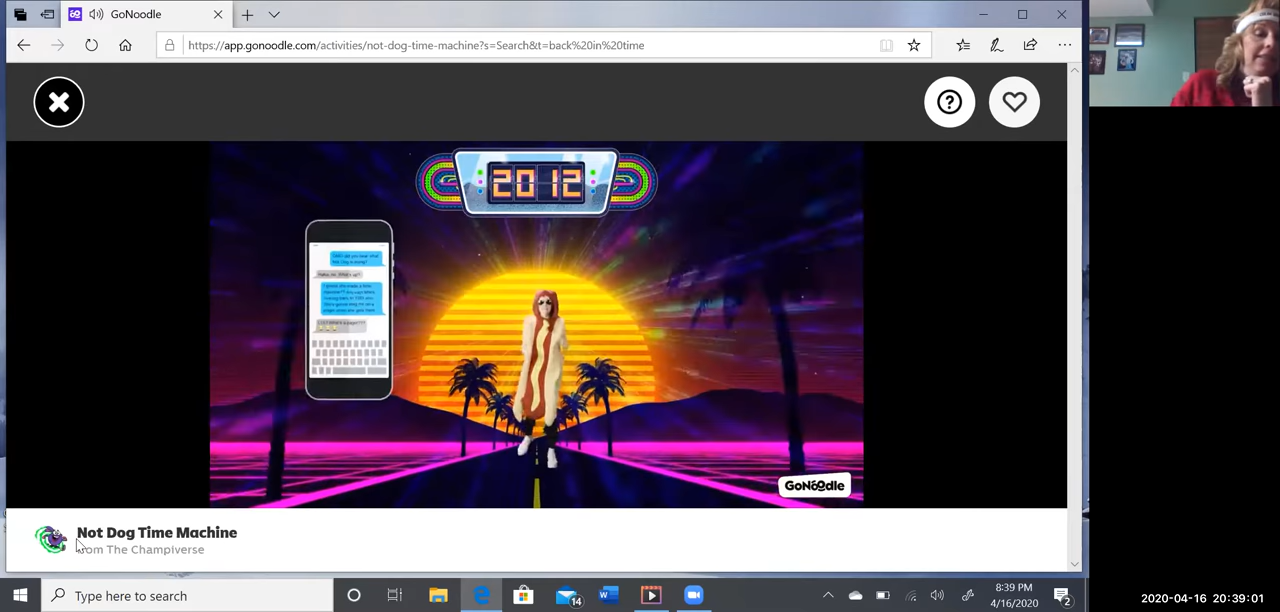 GoNoodle
https://app.gonoodle.com/activities/not-dog-time-machine?s=Search&t=back%20in%20time
2012
GoNoodle
Not Dog Time Machine
From The Champiverse
Type here to search
14
8:39 PM
4/16/2020
2
2020-04-16 20:39:01